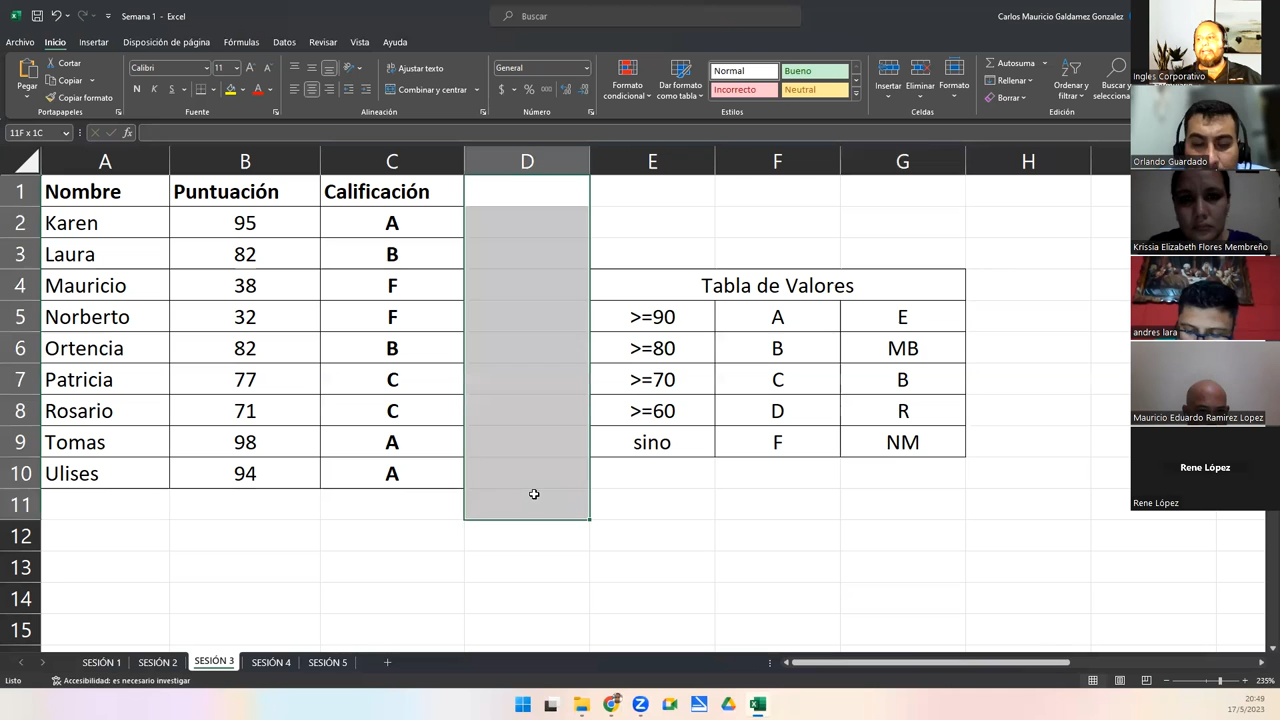 Semana 1 - Excel
Buscar
Carlos Mauricio Galdamez Gonzalez
Archivo Inicio Insertar Disposición de página Fórmulas Datos Revisar Vista Ayuda
Pegar
Cortar
Copiar
Copiar formato
Portapapeles
Calibri 11
N K S
Fuente
Ajustar texto
Combinar y centrar
Alineación
General
Número
Formato condicional
Dar formato como tabla
Normal Bueno
Incorrecto Neutral
Estilos
Insertar Eliminar Formato
Celdas
Autosuma
Rellenar
Borrar
Ordenar y filtrar
Buscar y selecciona
11F x 1C
fx
A B C D E F G H
1 Nombre Puntuación Calificación
2 Karen 95 A
3 Laura 82 B
4 Mauricio 38 F Tabla de Valores
5 Norberto 32 F >=90 A E
6 Ortencia 82 B >=80 B MB
7 Patricia 77 C >=70 C B
8 Rosario 71 C >=60 D R
9 Tomas 98 A sino F NM
10 Ulises 94 A
11
12
13
14
15
Ingles Corporativo
Orlando Guardado
Krissia Elizabeth Flores Membreño
andres lara
Mauricio Eduardo Ramirez Lopez
Rene López
Rene López
SESIÓN 1 SESIÓN 2 SESIÓN 3 SESIÓN 4 SESIÓN 5
Listo
Accesibilidad: es necesario investigar
235%
20:49
17/5/2023